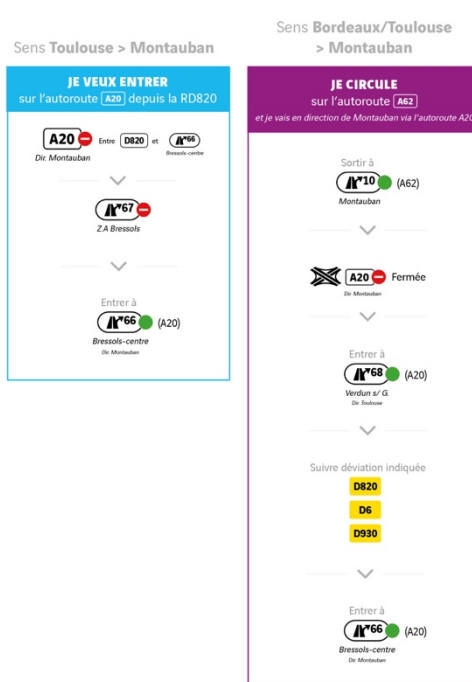 Sens Toulouse > Montauban
JE VEUX ENTRER
sur l'autoroute A20 depuis la RD820
A20 Entre D820 et 66
Dir. Montauban Bressols-centre
67
Z.A Bressols
Entrer à
66 (A20)
Bressols-centre
Dir. Montauban
Sens Bordeaux/Toulouse
> Montauban
JE CIRCULE
sur l'autoroute A62
et je vais en direction de Montauban via l'autoroute A20
Sortir à
10 (A62)
Montauban
A20 Fermée
Dir. Montauban
Entrer à
68 (A20)
Verdun s/ G.
Dir. Toulouse
Suivre déviation indiquée
D820
D6
D930
Entrer à
66 (A20)
Bressols-centre
Dir. Montauban